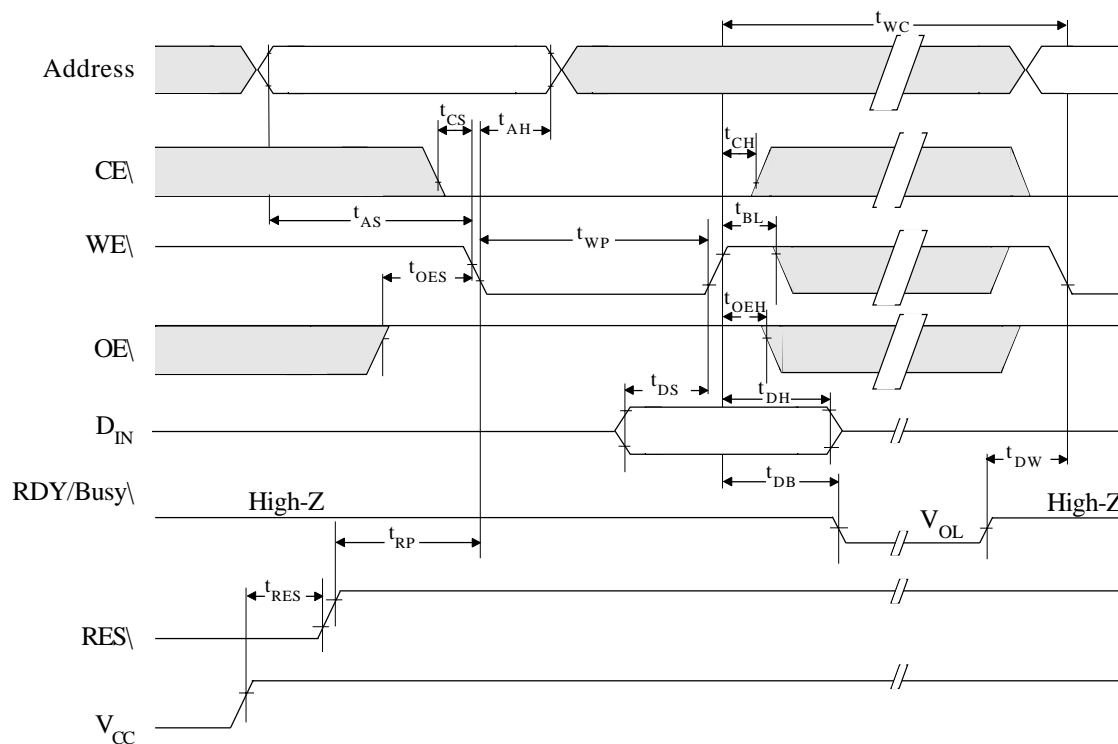 t_WC
Address
t_CS
t_AH
t_CH
CE\
t_AS
t_BL
WE\
t_WP
t_OES
t_OEH
OE\
t_DS
t_DH
D_IN
t_DW
t_DB
RDY/Busy\
High-Z
V_OL
High-Z
t_RP
t_RES
RES\
V_CC